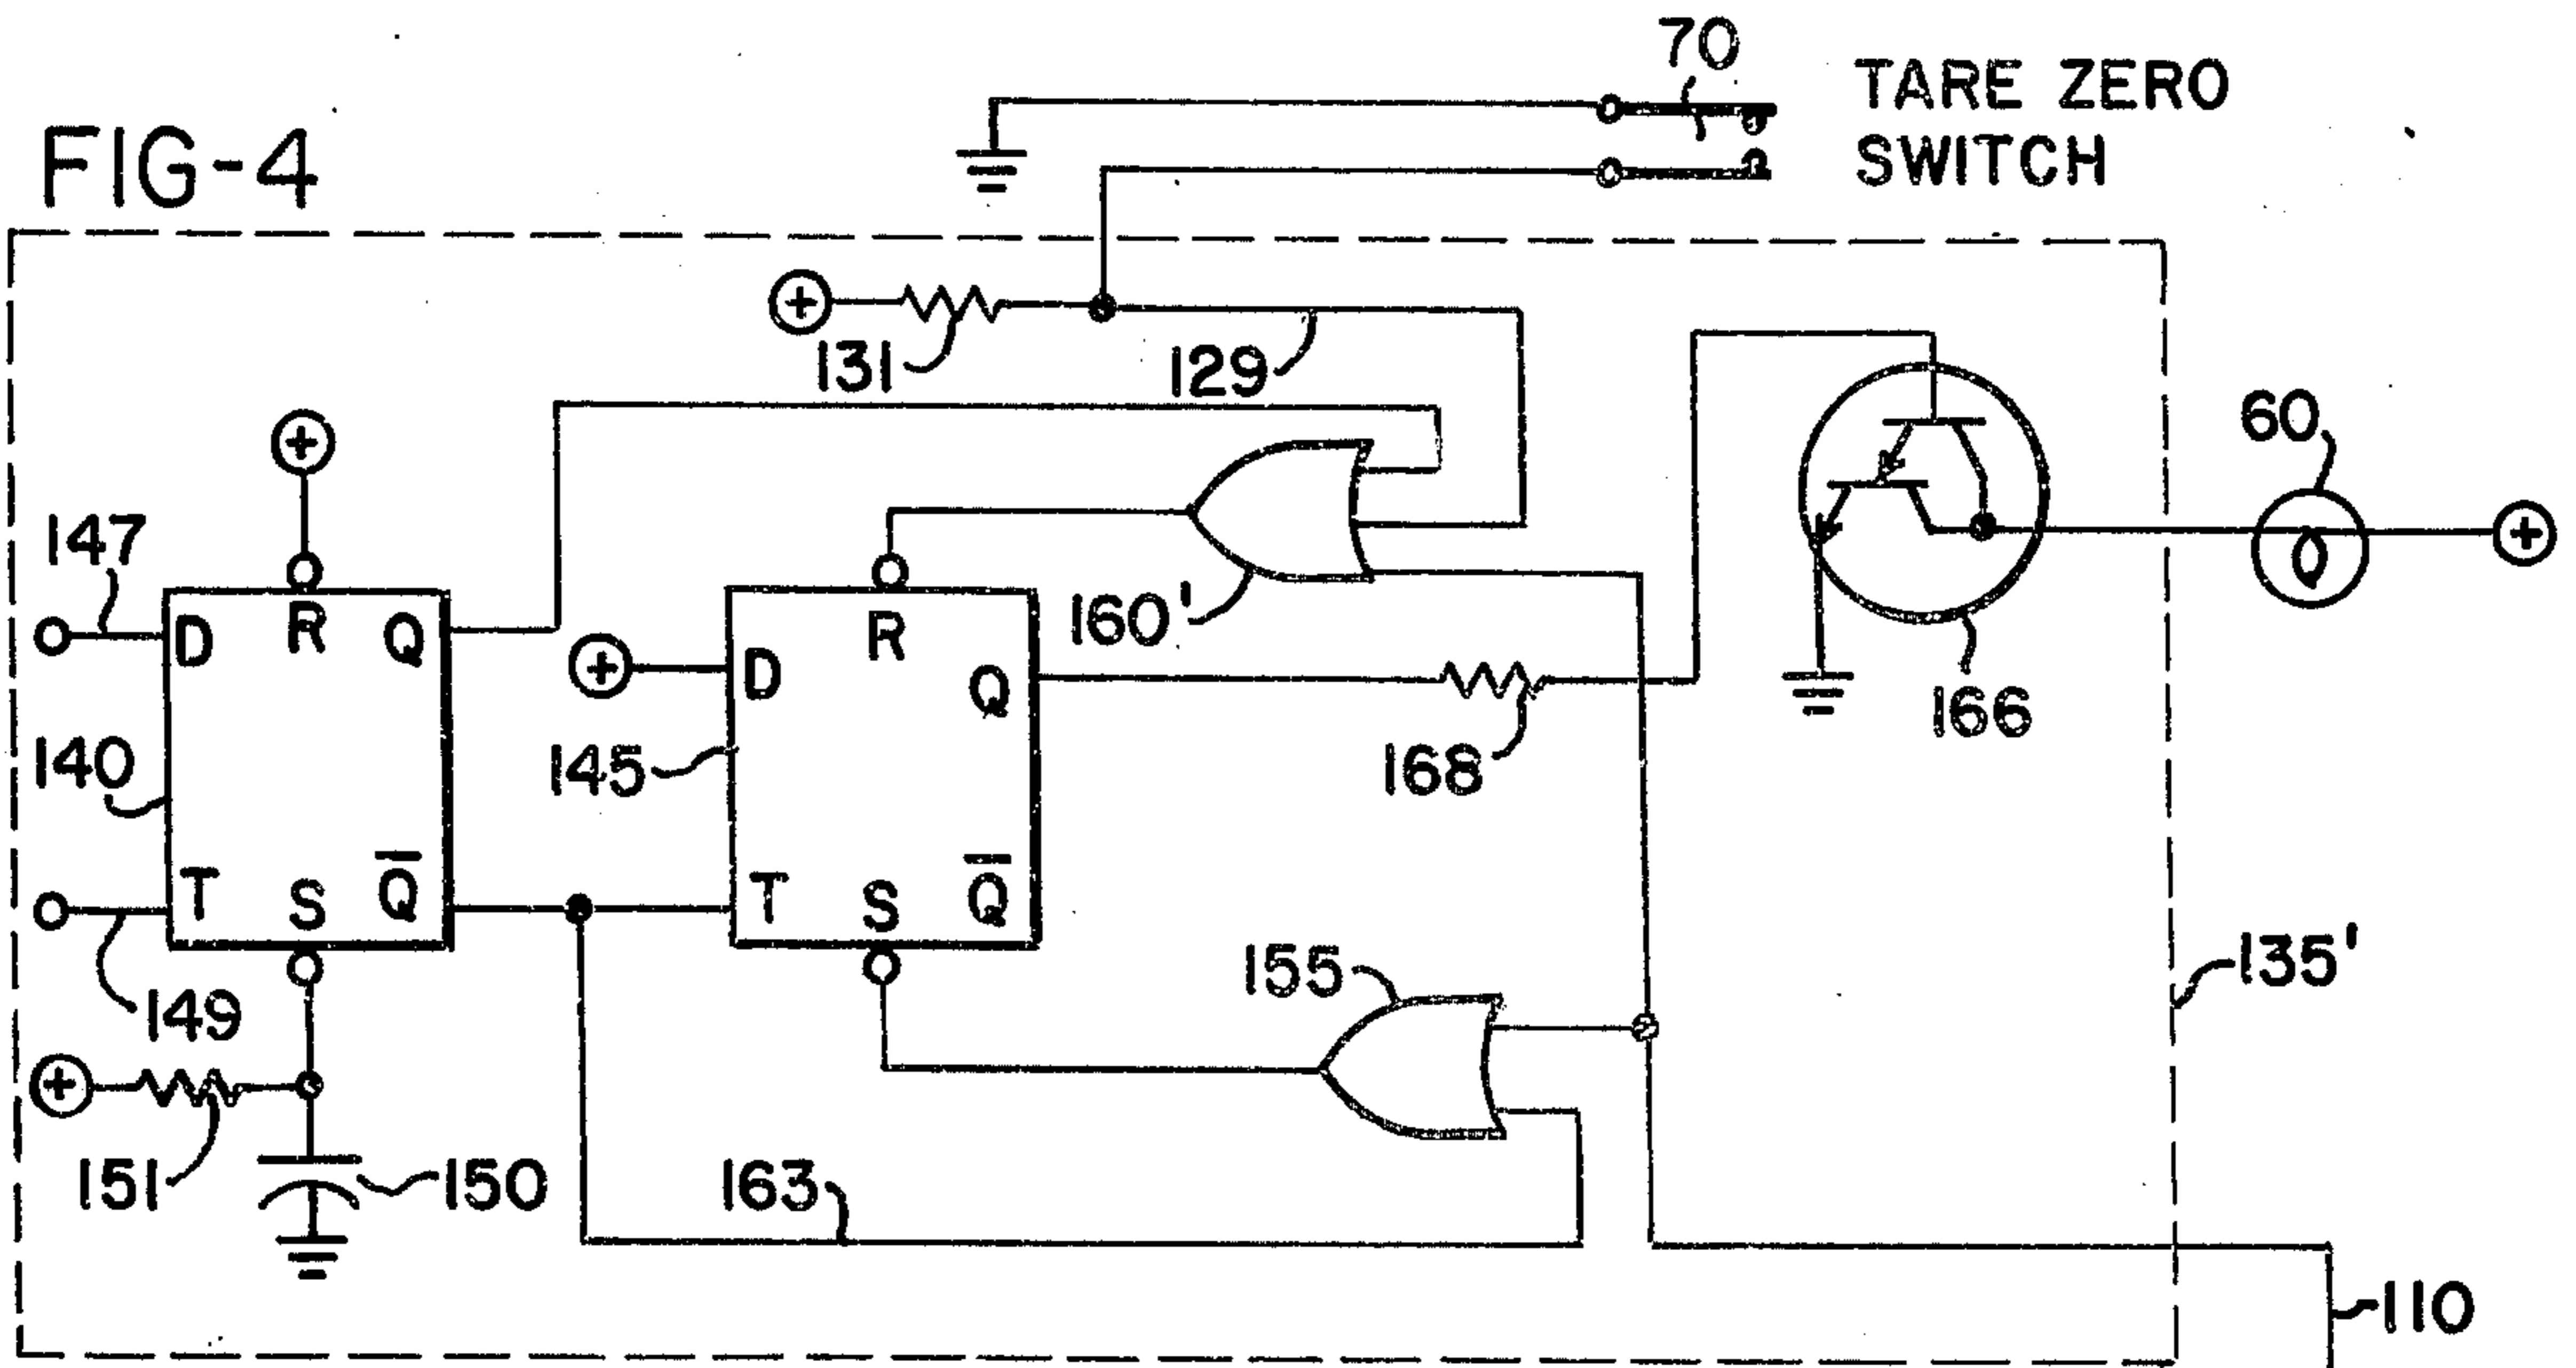 70
TARE ZERO
SWITCH
FIG-4
131
129
60
147
D
R
Q
160'
D
R
Q
166
140
145
168
T
S
Q̅
T
S
Q̅
149
155
135'
151
150
163
110